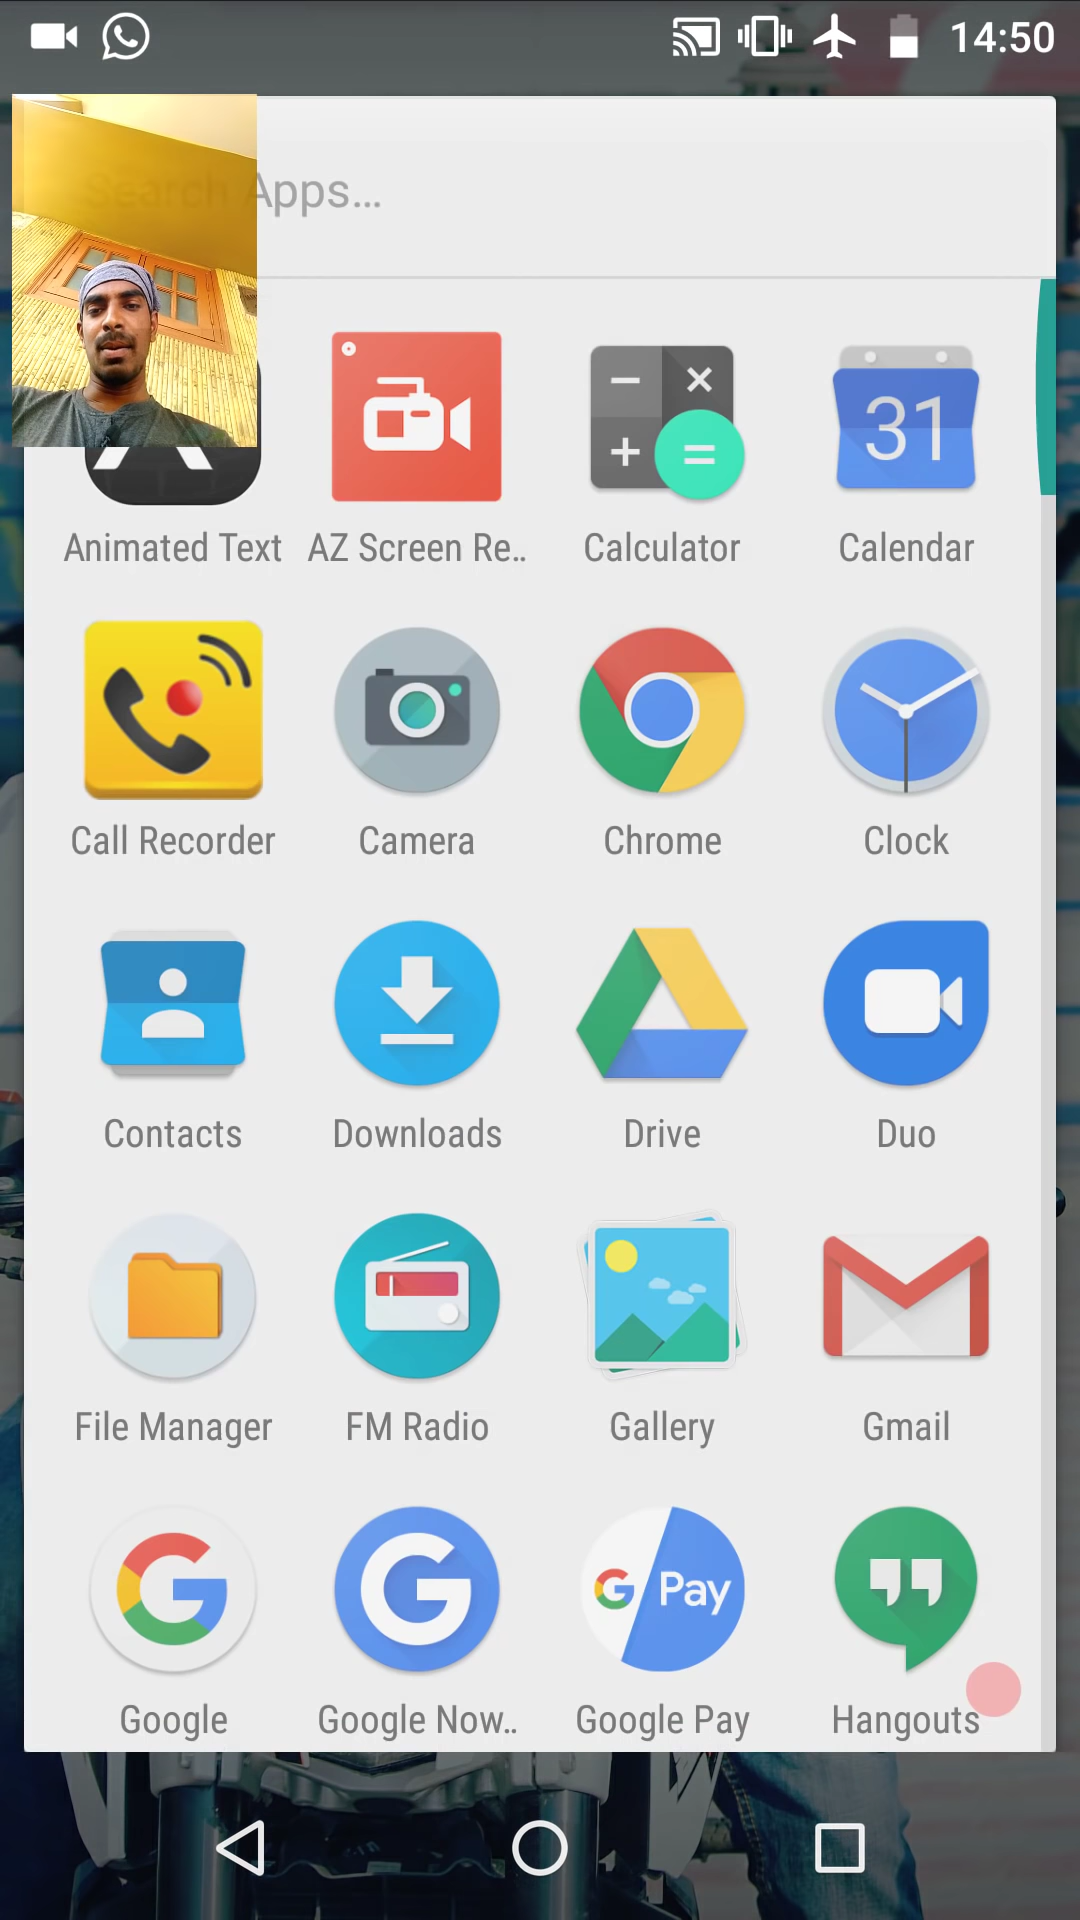 14:50
Search Apps...
31
Animated Text
AZ Screen Re..
Calculator
Calendar
Call Recorder
Camera
Chrome
Clock
Contacts
Downloads
Drive
Duo
File Manager
FM Radio
Gallery
Gmail
G Pay
Google
Google Now..
Google Pay
Hangouts